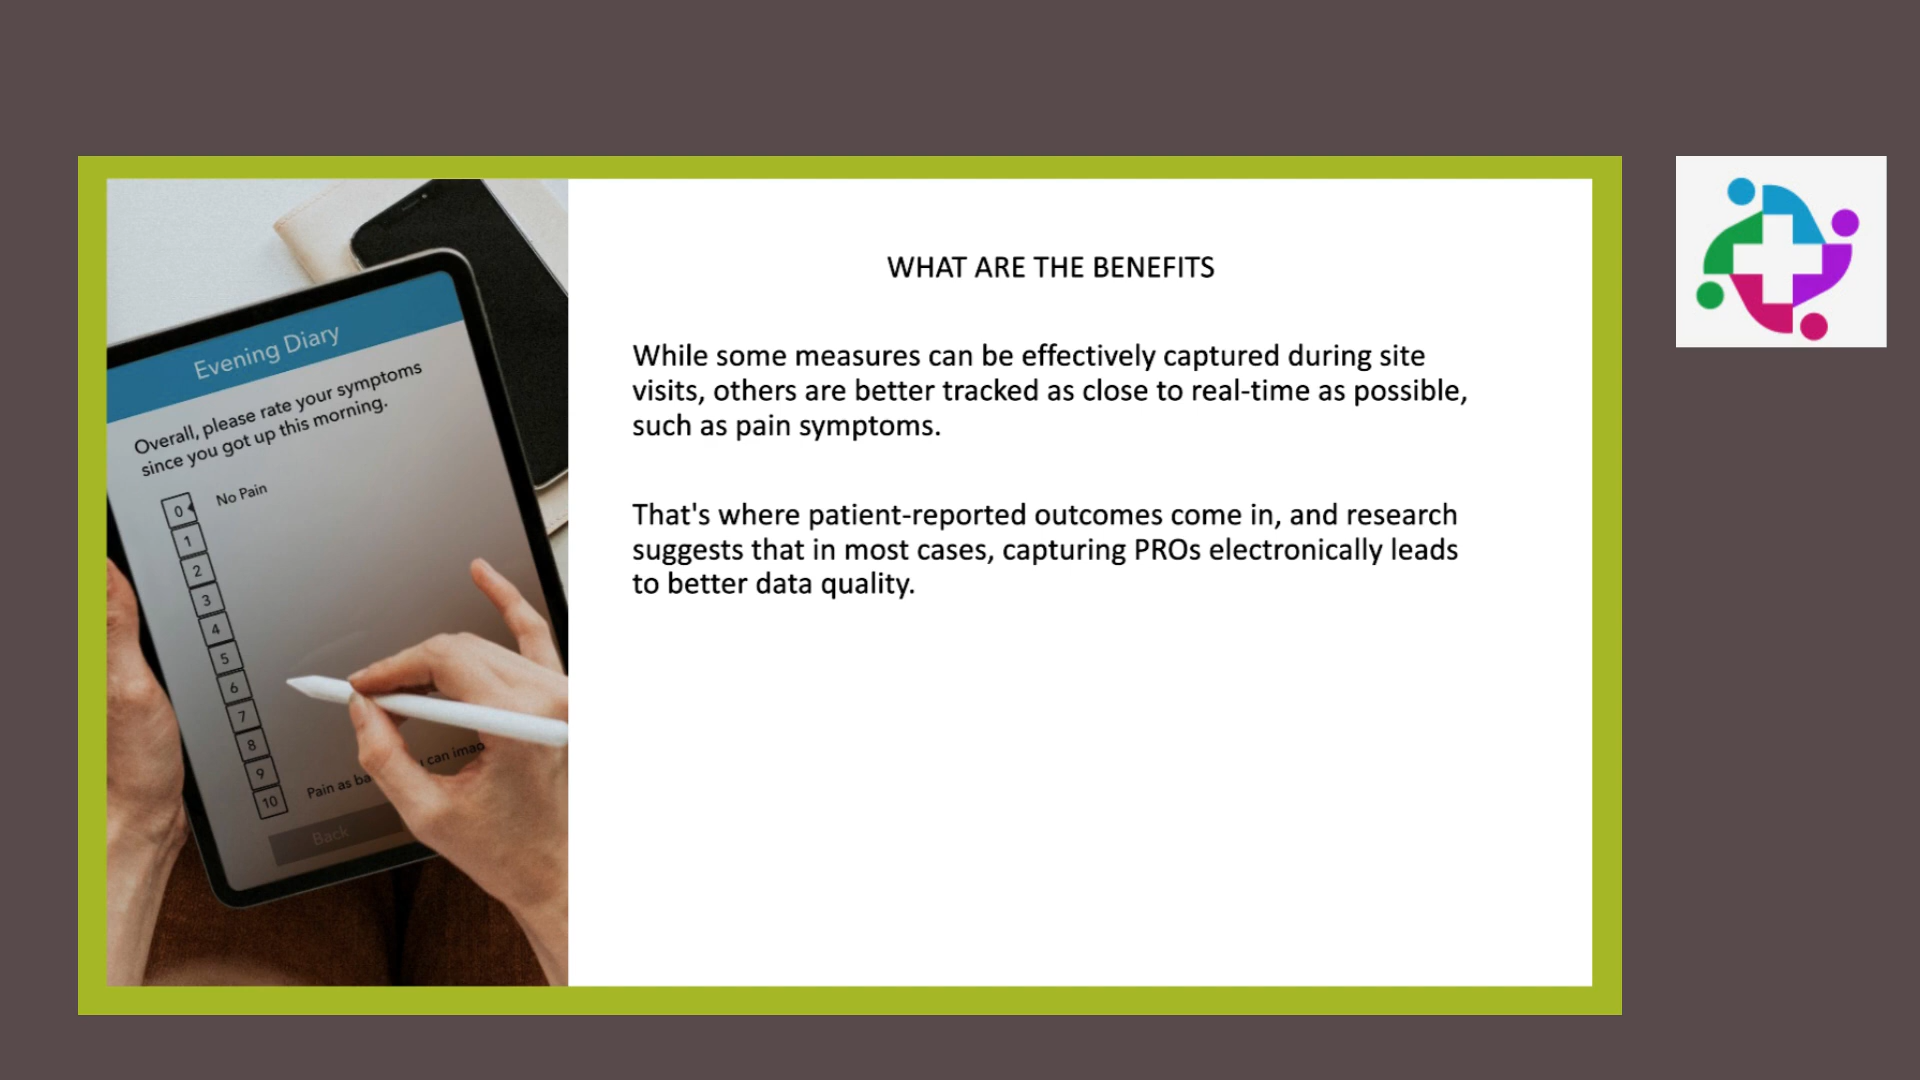 Evening Diary
Overall, please rate your symptoms
since you got up this morning.
0 No Pain
1
2
3
4
5
6
7
8
9
10 Pain as can
Back
WHAT ARE THE BENEFITS
While some measures can be effectively captured during site
visits, others are better tracked as close to real-time as possible,
such as pain symptoms.
That's where patient-reported outcomes come in, and research
suggests that in most cases, capturing PROs electronically leads
to better data quality.